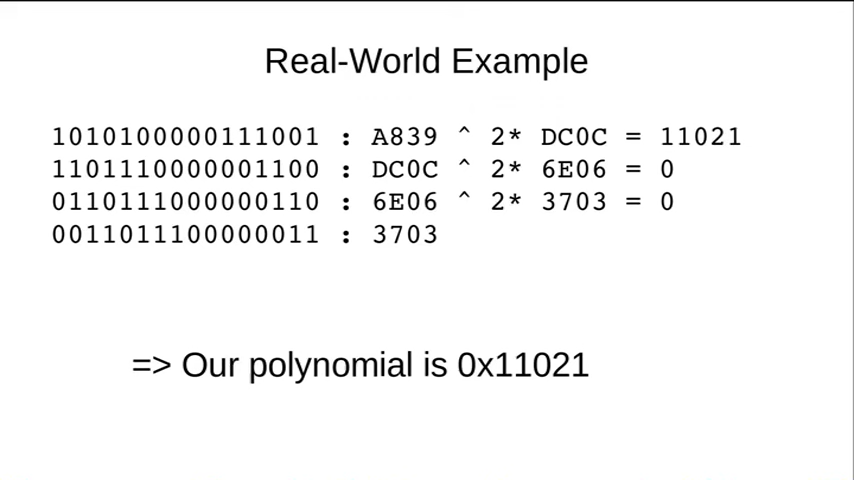 Real-World Example
1010100000111001 : A839 ^ 2* DC0C = 11021
1101110000001100 : DC0C ^ 2* 6E06 = 0
0110111000000110 : 6E06 ^ 2* 3703 = 0
0011011100000011 : 3703
=> Our polynomial is 0x11021